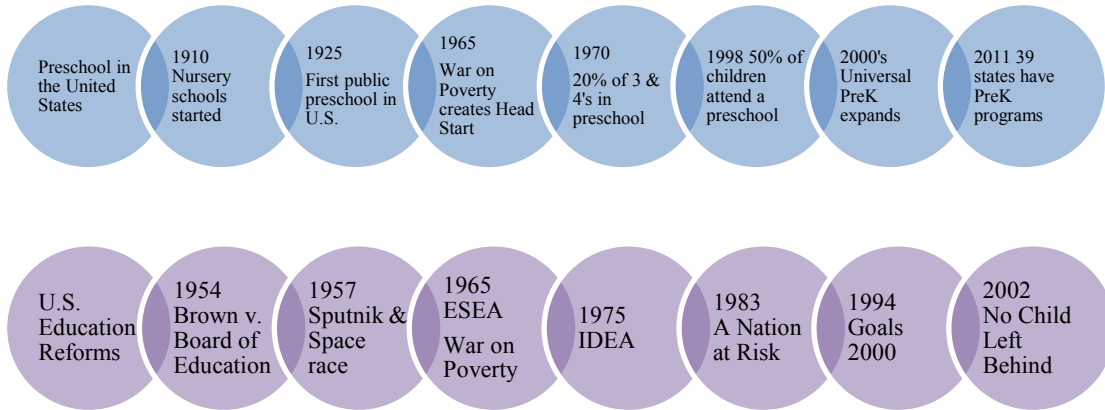 Preschool in
the United
States
1910
Nursery
schools
started
1925
First public
preschool in
U.S.
1965
War on
Poverty
creates Head
Start
1970
20% of 3 &
4's in
preschool
1998 50% of
children
attend a
preschool
2000's
Universal
PreK
expands
2011 39
states have
PreK
programs
U.S.
Education
Reforms
1954
Brown v.
Board of
Education
1957
Sputnik &
Space
race
1965
ESEA
War on
Poverty
1975
IDEA
1983
A Nation
at Risk
1994
Goals
2000
2002
No Child
Left
Behind